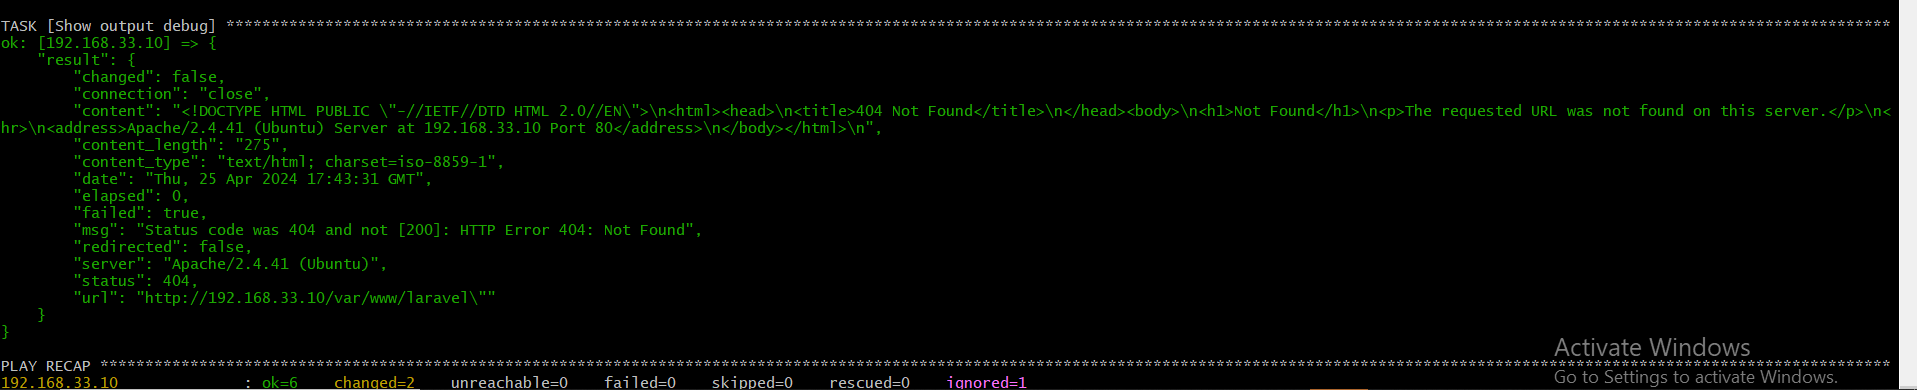 TASK [Show output debug] *****************************************************************************************************************************************************************************************
ok: [192.168.33.10] => {
    "result": {
        "changed": false,
        "connection": "close",
        "content": "<!DOCTYPE HTML PUBLIC \"-//IETF//DTD HTML 2.0//EN\">\n<html><head>\n<title>404 Not Found</title>\n</head><body>\n<h1>Not Found</h1>\n<p>The requested URL was not found on this server.</p>\n<
hr>\n<address>Apache/2.4.41 (Ubuntu) Server at 192.168.33.10 Port 80</address>\n</body></html>\n",
        "content_length": "275",
        "content_type": "text/html; charset=iso-8859-1",
        "date": "Thu, 25 Apr 2024 17:43:31 GMT",
        "elapsed": 0,
        "failed": true,
        "msg": "Status code was 404 and not [200]: HTTP Error 404: Not Found",
        "redirected": false,
        "server": "Apache/2.4.41 (Ubuntu)",
        "status": 404,
        "url": "http://192.168.33.10/var/www/laravel\""
    }
}
PLAY RECAP *******************************************************************************************************************************************************************************************************
192.168.33.10              : ok=6    changed=2    unreachable=0    failed=0    skipped=0    rescued=0    ignored=1
Activate Windows
Go to Settings to activate Windows.